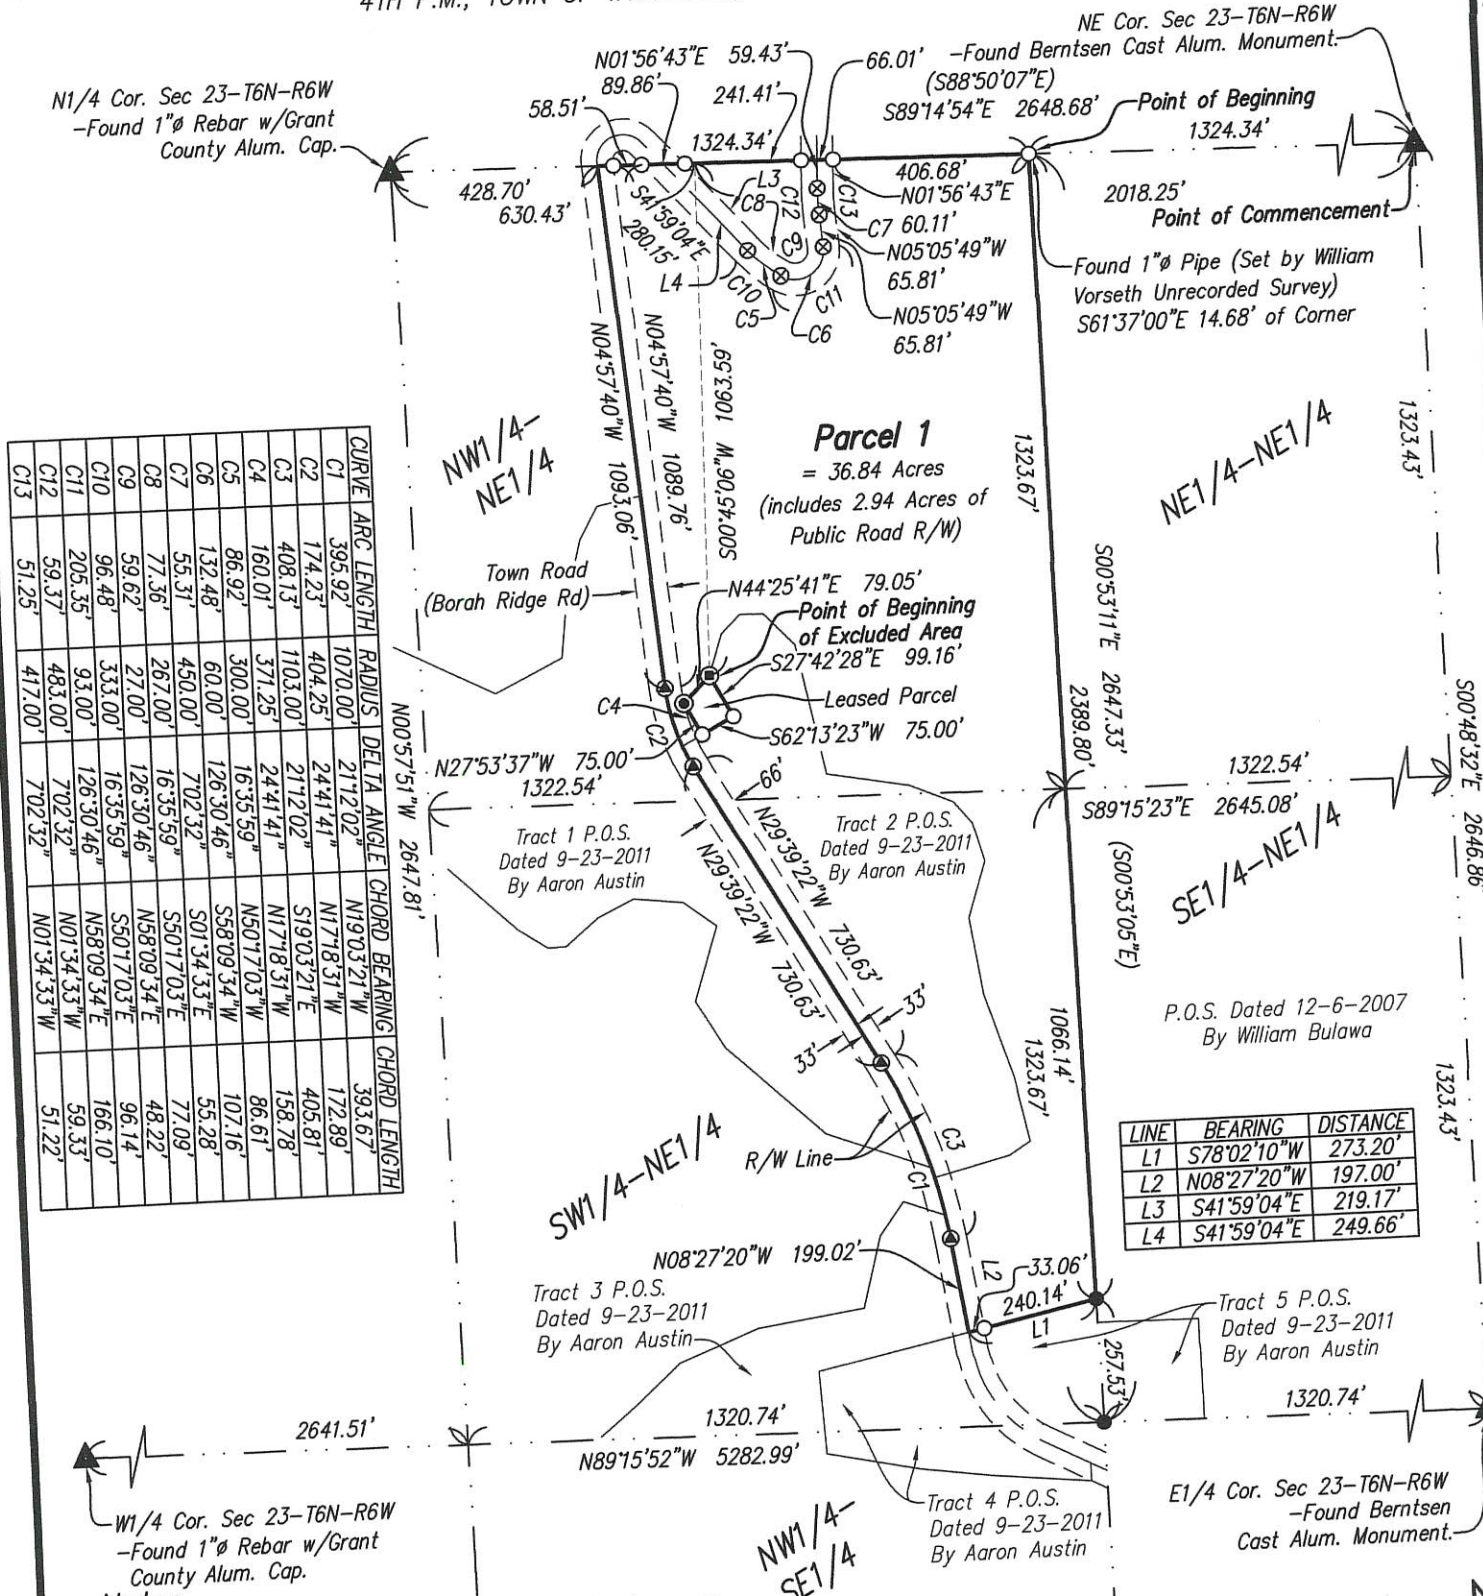 N1/4 Cor. Sec 23-T6N-R6W
-Found 1"ø Rebar w/Grant
County Alum. Cap.
NE Cor. Sec 23-T6N-R6W
-Found Berntsen Cast Alum. Monument.
N01°56'43"E 59.43'
66.01'
(S88°50'07"E)
S89°14'54"E 2648.68'
89.86'
241.41'
58.51'
1324.34'
Point of Beginning
1324.34'
428.70'
630.43'
406.68'
N01°56'43"E
2018.25'
Point of Commencement
L3
C8
C12
C13
C9
C7 60.11'
N05°05'49"W
65.81'
S41°59'04"E
280.15'
L4
C10
C5
C11
C6
N05°05'49"W
65.81'
Found 1"ø Pipe (Set by William
Vorseth Unrecorded Survey)
S61°37'00"E 14.68' of Corner
N04°57'40"W 1093.06'
N04°57'40"W 1089.76'
S00°45'06"W 1063.59'
NW1/4-
NE1/4
Parcel 1
= 36.84 Acres
(includes 2.94 Acres of
Public Road R/W)
1323.67'
NE1/4-NE1/4
1323.43'
Town Road
(Borah Ridge Rd)
N44°25'41"E 79.05'
Point of Beginning
of Excluded Area
S27°42'28"E 99.16'
Leased Parcel
S62°13'23"W 75.00'
C4
C2
N27°53'37"W 75.00'
1322.54'
66'
S00°53'11"E 2647.33'
2389.80'
1322.54'
S89°15'23"E 2645.08'
S00°48'32"E 2646.86'
N00°57'51"W 2647.81'
CURVE ARC LENGTH RADIUS DELTA ANGLE CHORD BEARING CHORD LENGTH
C1 395.92' 1070.00' 21°12'02" N19°03'21"W 393.67'
C2 174.23' 404.25' 24°41'41" N17°18'31"W 172.89'
C3 408.13' 1103.00' 21°12'02" S19°03'21"E 405.81'
C4 160.01' 371.25' 24°41'41" N17°18'31"W 158.78'
C5 86.92' 300.00' 16°35'59" N50°17'03"W 86.61'
C6 132.48' 60.00' 126°30'46" S58°09'34"W 107.16'
C7 55.31' 450.00' 7°02'32" S01°34'33"E 55.28'
C8 77.36' 267.00' 16°35'59" S50°17'03"E 77.09'
C9 59.62' 27.00' 126°30'46" N58°09'34"E 48.22'
C10 96.48' 333.00' 16°35'59" S50°17'03"E 96.14'
C11 205.35' 93.00' 126°30'46" N58°09'34"E 166.10'
C12 59.37' 483.00' 7°02'32" N01°34'33"W 59.33'
C13 51.25' 417.00' 7°02'32" N01°34'33"W 51.22'
Tract 1 P.O.S.
Dated 9-23-2011
By Aaron Austin
Tract 2 P.O.S.
Dated 9-23-2011
By Aaron Austin
N29°39'22"W 730.63'
N29°39'22"W 730.63'
(S00°53'05"E)
SE1/4-NE1/4
P.O.S. Dated 12-6-2007
By William Bulawa
33'
33'
1066.14'
1323.67'
1323.43'
LINE BEARING DISTANCE
L1 S78°02'10"W 273.20'
L2 N08°27'20"W 197.00'
L3 S41°59'04"E 219.17'
L4 S41°59'04"E 249.66'
SW1/4-NE1/4
R/W Line
C3
C1
N08°27'20"W 199.02'
L2
33.06'
240.14'
L1
Tract 3 P.O.S.
Dated 9-23-2011
By Aaron Austin
Tract 5 P.O.S.
Dated 9-23-2011
By Aaron Austin
257.53'
2641.51'
1320.74'
N89°15'52"W 5282.99'
1320.74'
W1/4 Cor. Sec 23-T6N-R6W
-Found 1"ø Rebar w/Grant
County Alum. Cap.
NW1/4-
SE1/4
Tract 4 P.O.S.
Dated 9-23-2011
By Aaron Austin
E1/4 Cor. Sec 23-T6N-R6W
-Found Berntsen
Cast Alum. Monument.